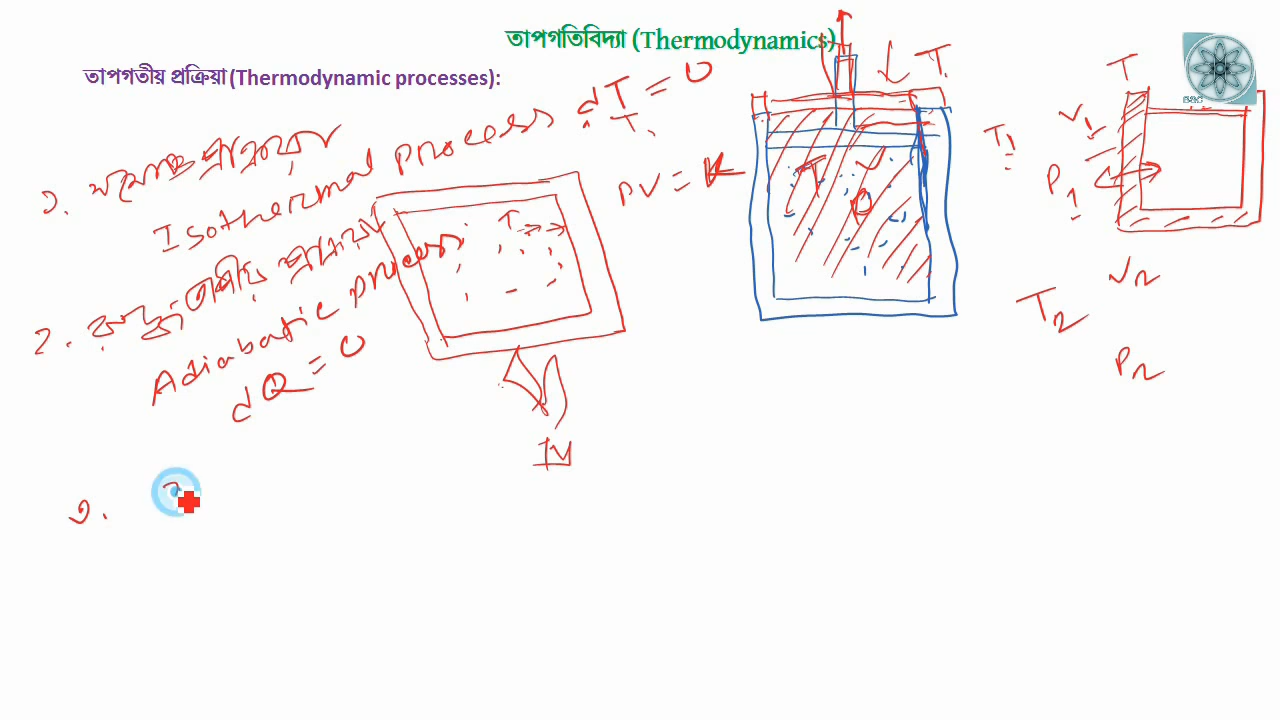 তাপগতিবিদ্যা (Thermodynamics)
তাপগতীয় প্রক্রিয়া (Thermodynamic processes):
১. সমোষ্ণ প্রক্রিয়া
Isothermal process dT = 0
T,
PV = K
২. রুদ্ধতাপীয় প্রক্রিয়া
Adiabatic process
dQ = 0
T
T V
T
T
T₁ V₁
P₁
V₂
T₂
P₂
৩.